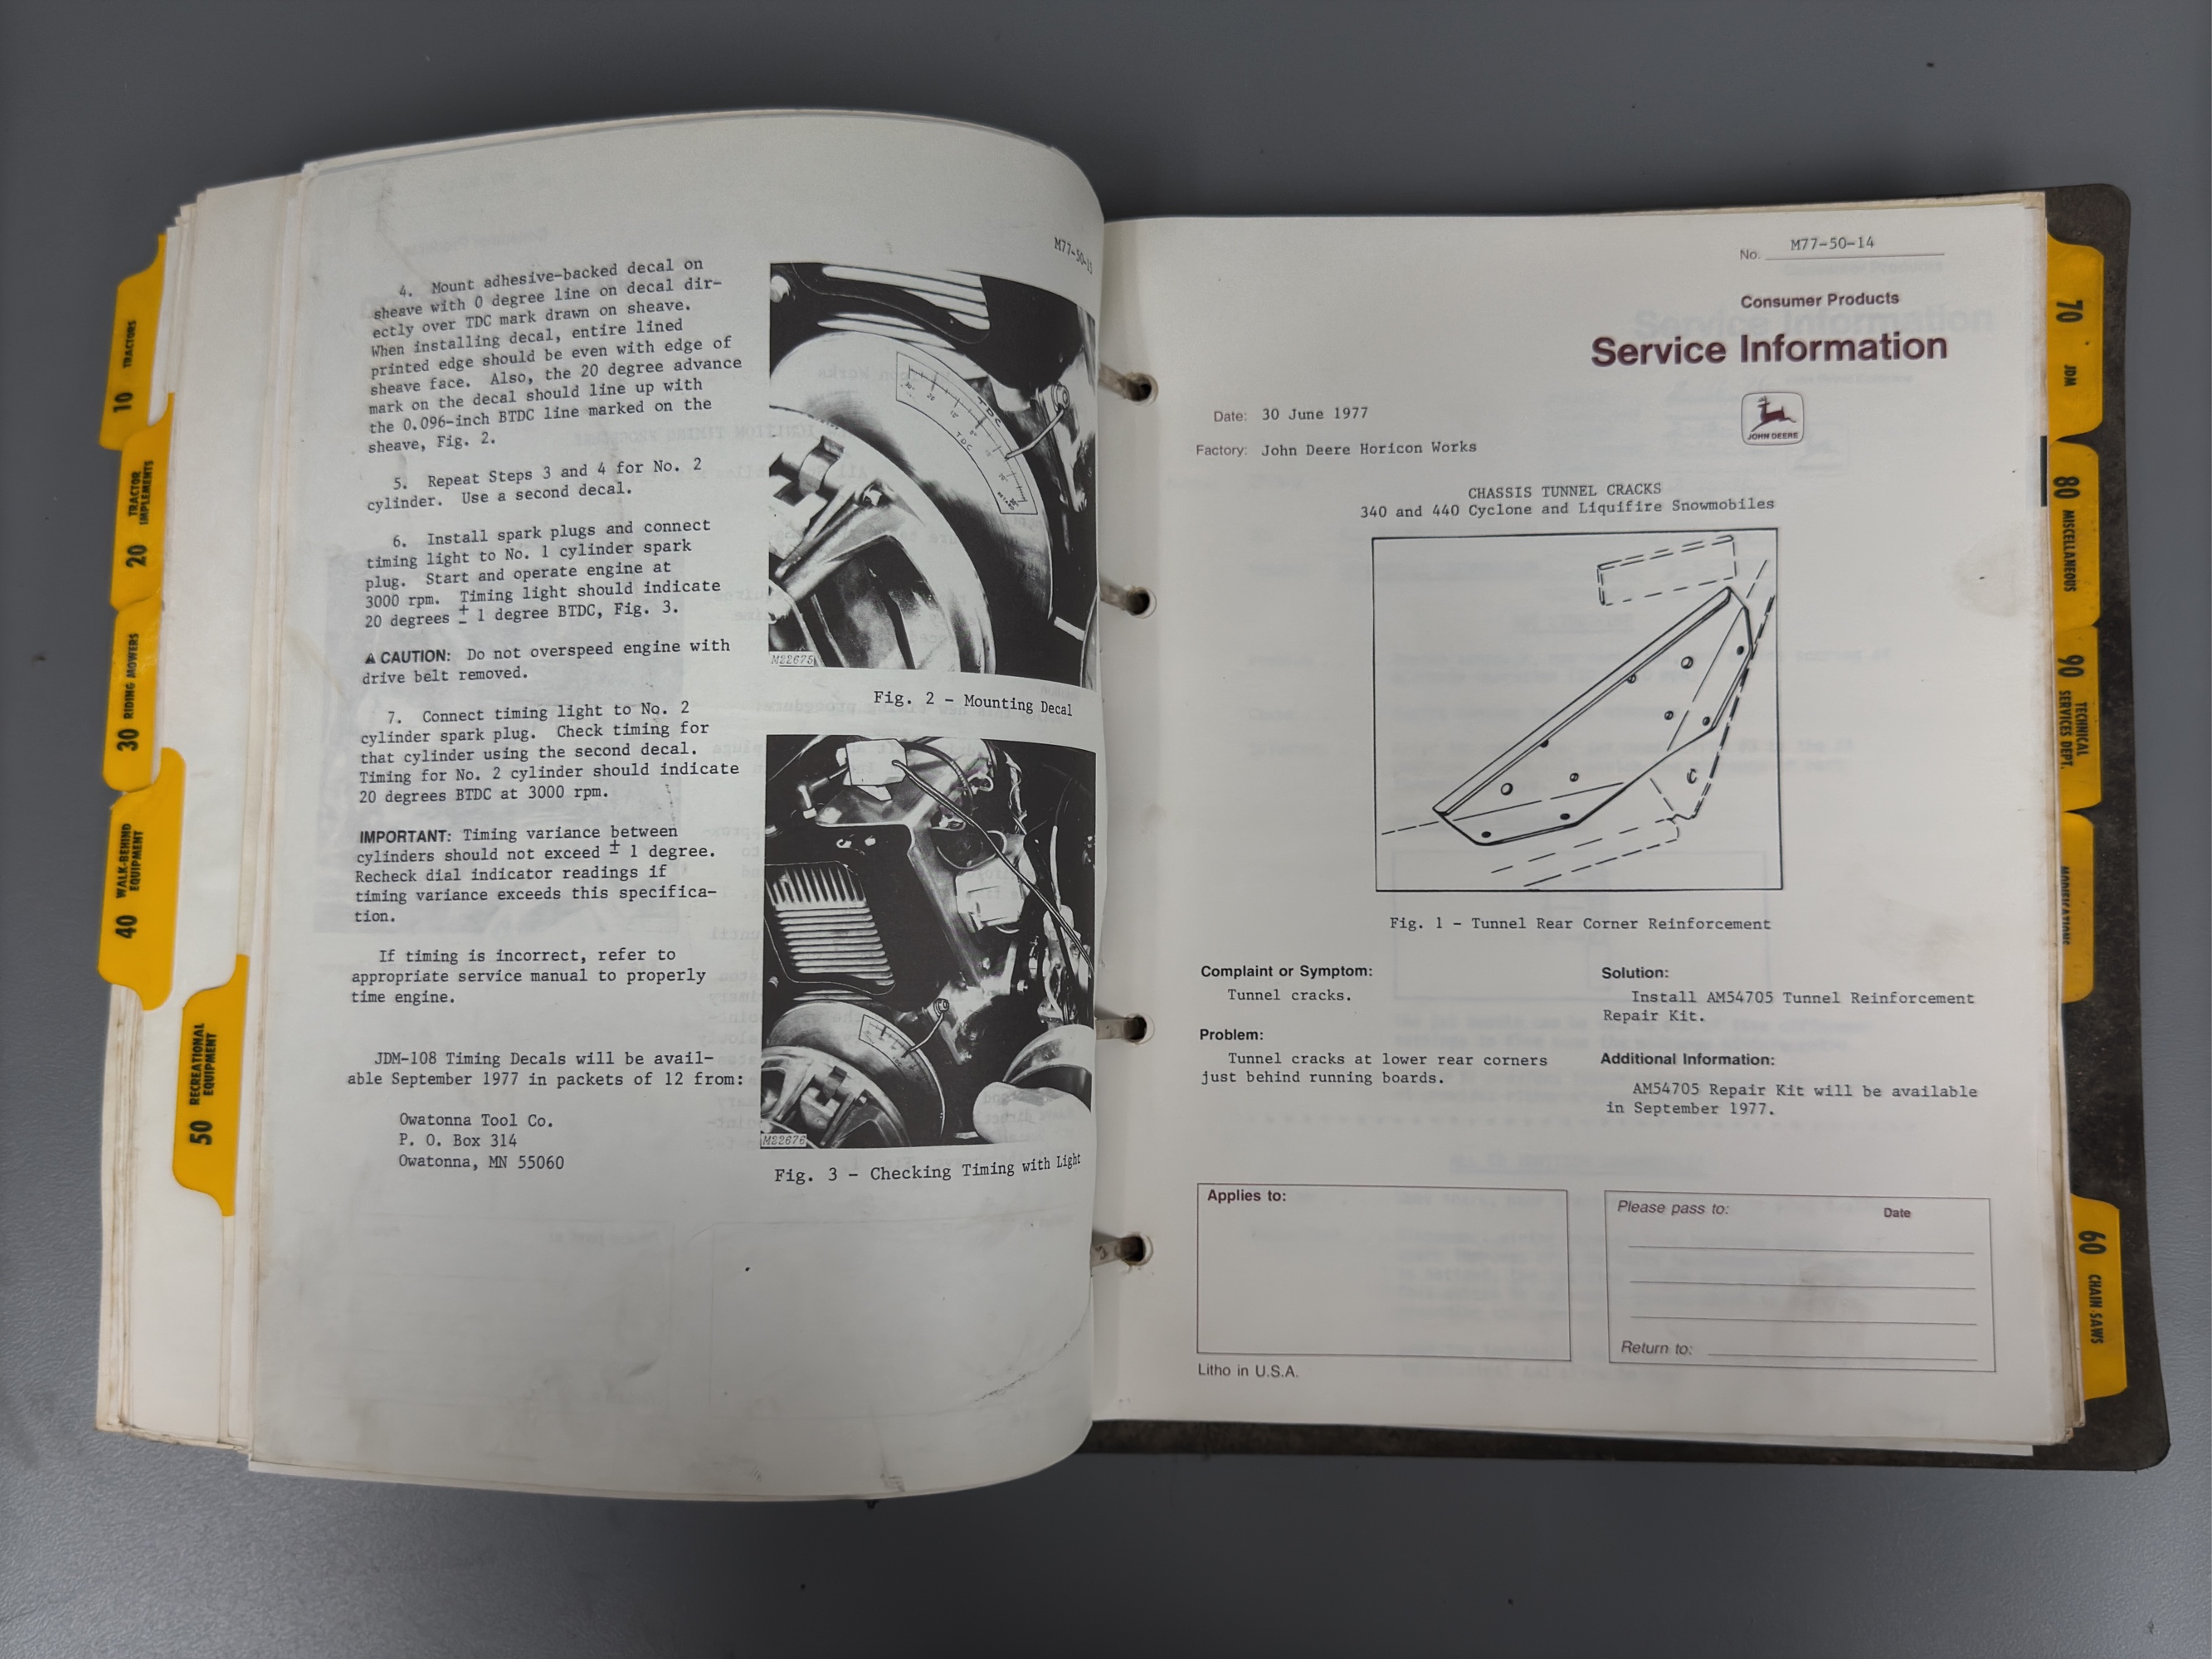 M77-50-15
4. Mount adhesive-backed decal on
sheave with 0 degree line on decal dir-
ectly over TDC mark drawn on sheave.
When installing decal, entire lined
printed edge should be even with edge of
sheave face. Also, the 20 degree advance
mark on the decal should line up with
the 0.096-inch BTDC line marked on the
sheave, Fig. 2.
5. Repeat Steps 3 and 4 for No. 2
cylinder. Use a second decal.
6. Install spark plugs and connect
timing light to No. 1 cylinder spark
plug. Start and operate engine at
3000 rpm. Timing light should indicate
20 degrees ± 1 degree BTDC, Fig. 3.
CAUTION: Do not overspeed engine with
drive belt removed.
7. Connect timing light to No. 2
cylinder spark plug. Check timing for
that cylinder using the second decal.
Timing for No. 2 cylinder should indicate
20 degrees BTDC at 3000 rpm.
IMPORTANT: Timing variance between
cylinders should not exceed ± 1 degree.
Recheck dial indicator readings if
timing variance exceeds this specifica-
tion.
If timing is incorrect, refer to
appropriate service manual to properly
time engine.
JDM-108 Timing Decals will be avail-
able September 1977 in packets of 12 from:
Owatonna Tool Co.
P. O. Box 314
Owatonna, MN 55060
TDC
TDC
M22675
Fig. 2 - Mounting Decal
M22676
Fig. 3 - Checking Timing with Light
No. M77-50-14
Consumer Products
Service Information
JOHN DEERE
Date: 30 June 1977
Factory: John Deere Horicon Works
CHASSIS TUNNEL CRACKS
340 and 440 Cyclone and Liquifire Snowmobiles
Fig. 1 - Tunnel Rear Corner Reinforcement
Complaint or Symptom:
Tunnel cracks.
Problem:
Tunnel cracks at lower rear corners
just behind running boards.
Solution:
Install AM54705 Tunnel Reinforcement
Repair Kit.
Additional Information:
AM54705 Repair Kit will be available
in September 1977.
Applies to:
Please pass to: Date
Return to:
Litho in U.S.A.
10 TRACTORS
20 TRACTOR
IMPLEMENTS
30 RIDING MOWERS
40 WALK-BEHIND
EQUIPMENT
50 RECREATIONAL
EQUIPMENT
70 JDM
80 MISCELLANEOUS
90 TECHNICAL
SERVICES DEPT.
MODIFICATIONS
60 CHAIN SAWS